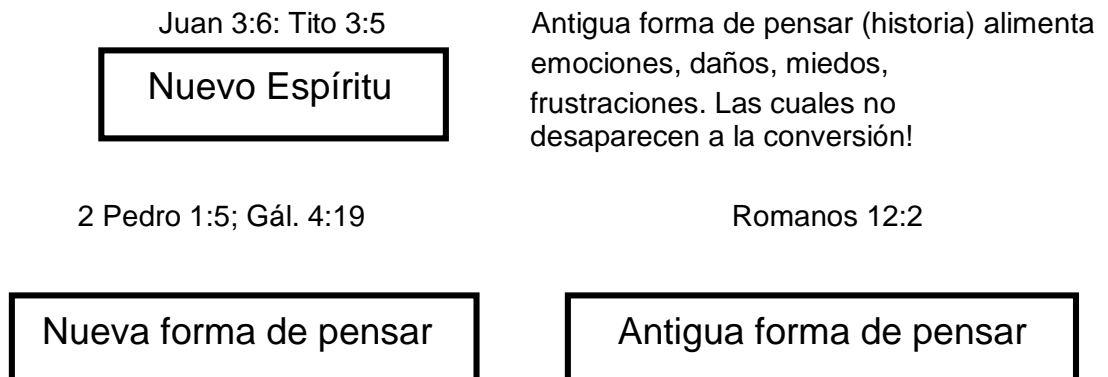 Juan 3:6: Tito 3:5
Nuevo Espíritu
Antigua forma de pensar (historia) alimenta
emociones, daños, miedos,
frustraciones. Las cuales no
desaparecen a la conversión!
2 Pedro 1:5; Gál. 4:19
Romanos 12:2
Nueva forma de pensar
Antigua forma de pensar